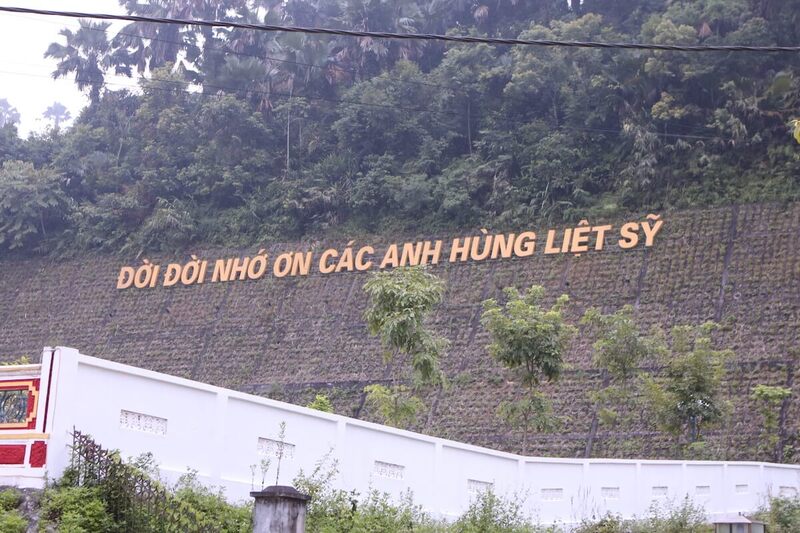 ĐỜI ĐỜI NHỚ ƠN CÁC ANH HÙNG LIỆT SỸ